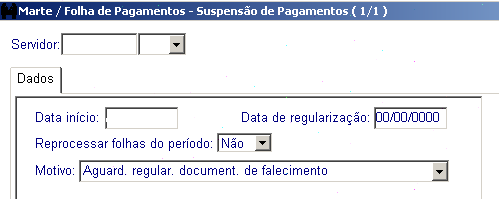 Marte / Folha de Pagamentos - Suspensão de Pagamentos ( 1/1 )
Servidor:
Dados
Data início: Data de regularização: 00/00/0000
Reprocessar folhas do período: Não
Motivo: Aguard. regular. document. de falecimento